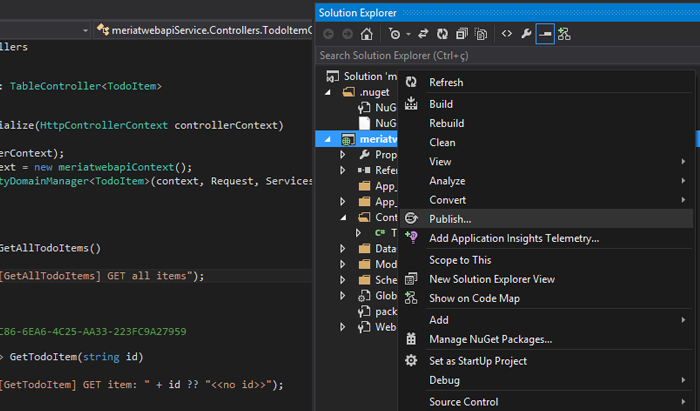 meriatwebapiService.Controllers.TodoItemC
llers
: TableController<TodoItem>
ialize(HttpControllerContext controllerContext)
erContext);
ext = new meriatwebapiContext();
tyDomainManager<TodoItem>(context, Request, Services
GetAllTodoItems()
[GetAllTodoItems] GET all items");
C86-6EA6-4C25-AA33-223FC9A27959
> GetTodoItem(string id)
[GetTodoItem] GET item: " + id ?? "<<no id>>");
Solution Explorer
Search Solution Explorer (Ctrl+ç)
Solution 'm
.nuget
NuG
NuG
meriatw
Prop
Refere
App_
App_
Cont
C# T
Data
Mod
Sche
Glob
pack
Web
Refresh
Build
Rebuild
Clean
View
Analyze
Convert
Publish...
Add Application Insights Telemetry...
Scope to This
New Solution Explorer View
Show on Code Map
Add
Manage NuGet Packages...
Set as StartUp Project
Debug
Source Control